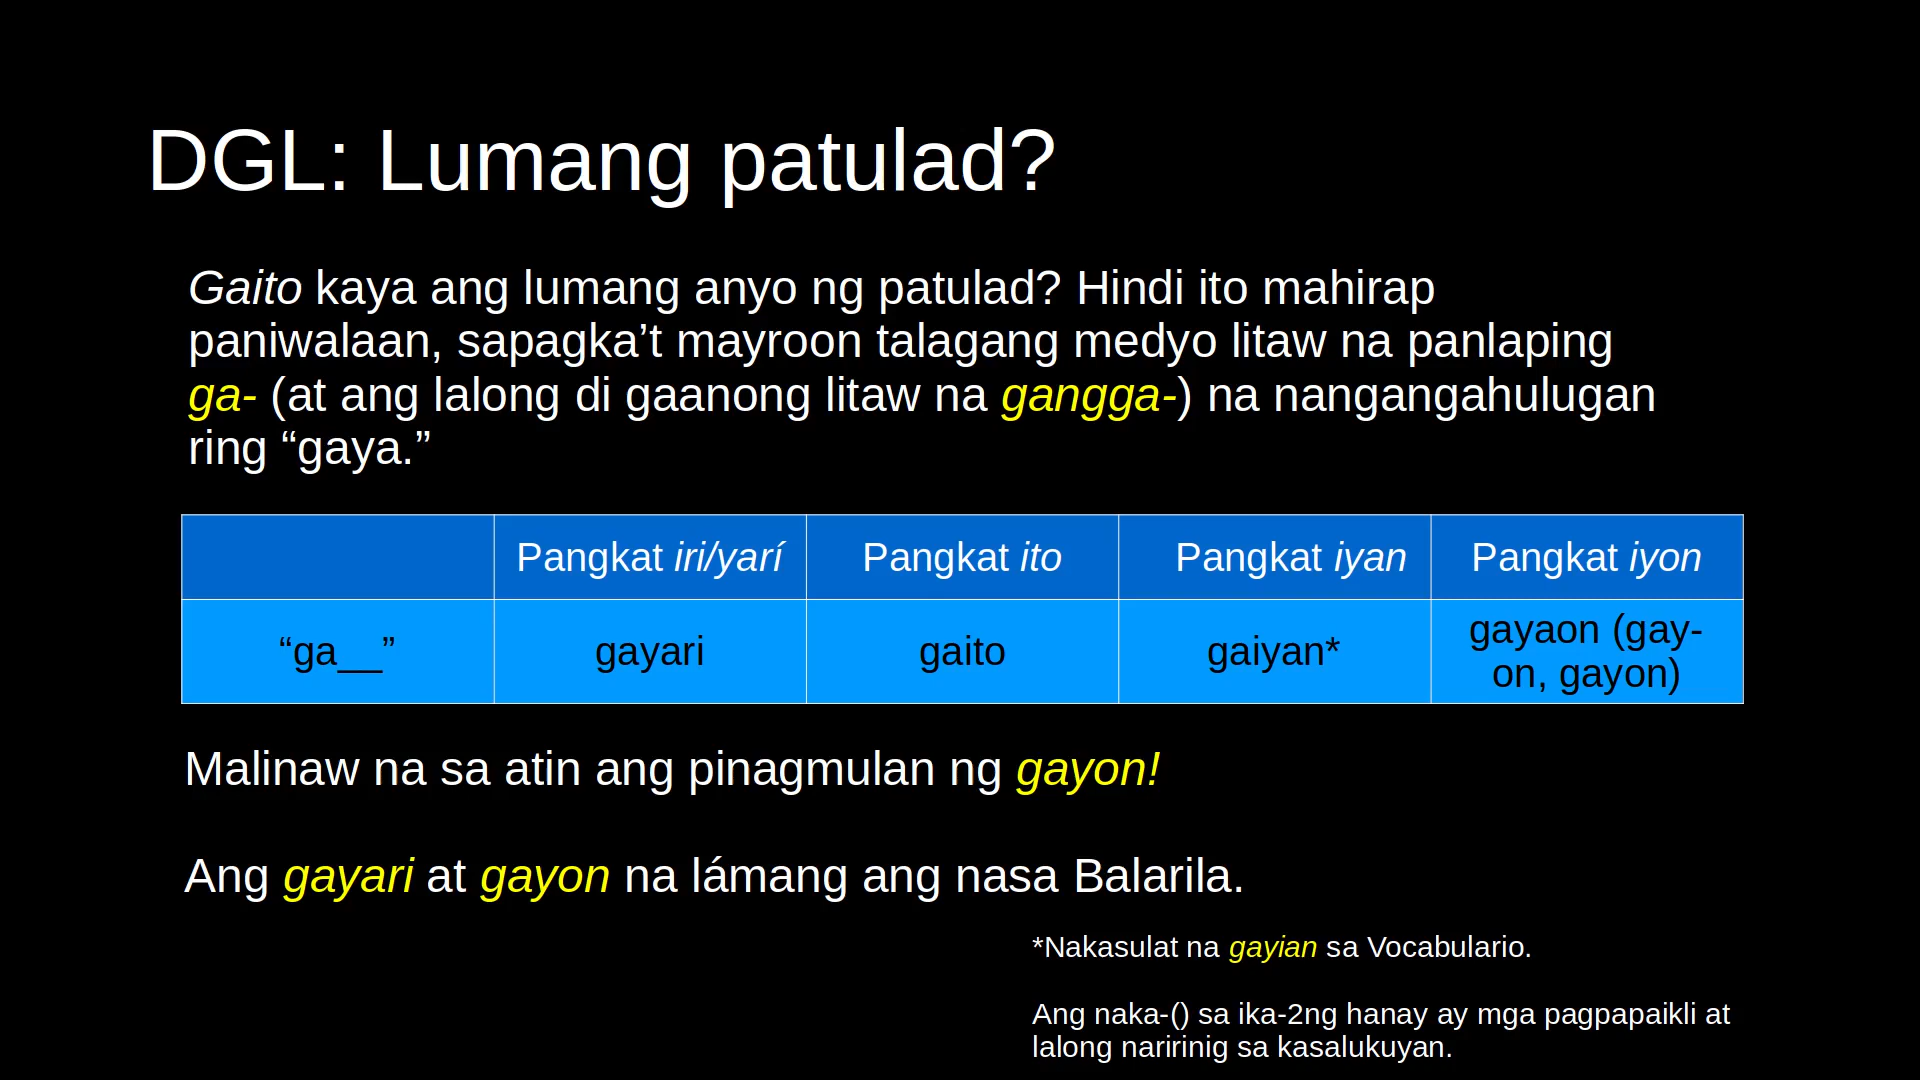 DGL: Lumang patulad?
Gaito kaya ang lumang anyo ng patulad? Hindi ito mahirap
paniwalaan, sapagka’t mayroon talagang medyo litaw na panlaping
ga- (at ang lalong di gaanong litaw na gangga-) na nangangahulugan
ring “gaya.”
Pangkat iri/yarí Pangkat ito Pangkat iyan Pangkat iyon
“ga__” gayari gaito gaiyan* gayaon (gay-
on, gayon)
Malinaw na sa atin ang pinagmulan ng gayon!
Ang gayari at gayon na lámang ang nasa Balarila.
*Nakasulat na gayian sa Vocabulario.
Ang naka-() sa ika-2ng hanay ay mga pagpapaikli at
lalong naririnig sa kasalukuyan.